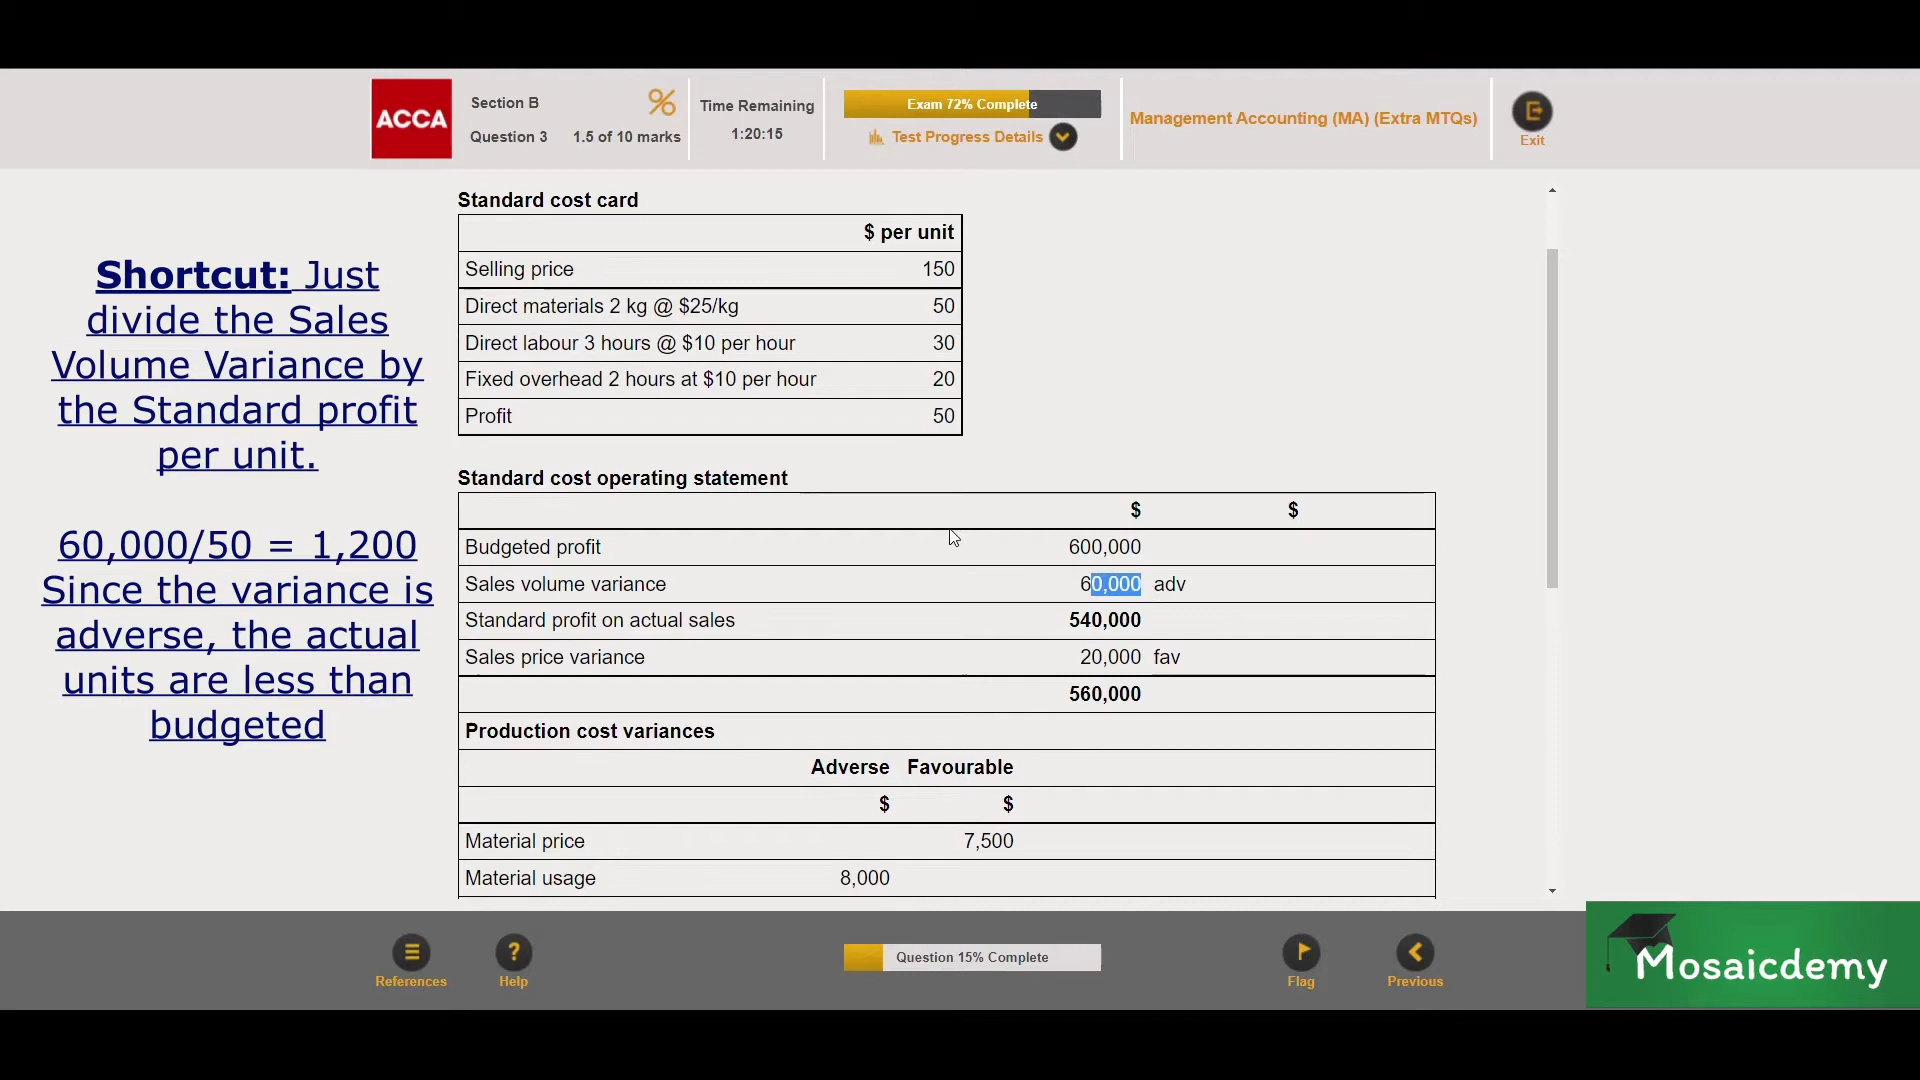 ACCA
Section B
Question 3 1.5 of 10 marks
Time Remaining
1:20:15
Exam 72% Complete
Test Progress Details
Management Accounting (MA) (Extra MTQs)
Exit
Shortcut: Just
divide the Sales
Volume Variance by
the Standard profit
per unit.
60,000/50 = 1,200
Since the variance is
adverse, the actual
units are less than
budgeted
Standard cost card
$ per unit
Selling price 150
Direct materials 2 kg @ $25/kg 50
Direct labour 3 hours @ $10 per hour 30
Fixed overhead 2 hours at $10 per hour 20
Profit 50
Standard cost operating statement
$ $
Budgeted profit 600,000
Sales volume variance 60,000 adv
Standard profit on actual sales 540,000
Sales price variance 20,000 fav
560,000
Production cost variances
Adverse Favourable
$ $
Material price 7,500
Material usage 8,000
References
Help
Question 15% Complete
Flag
Previous
Mosaicdemy